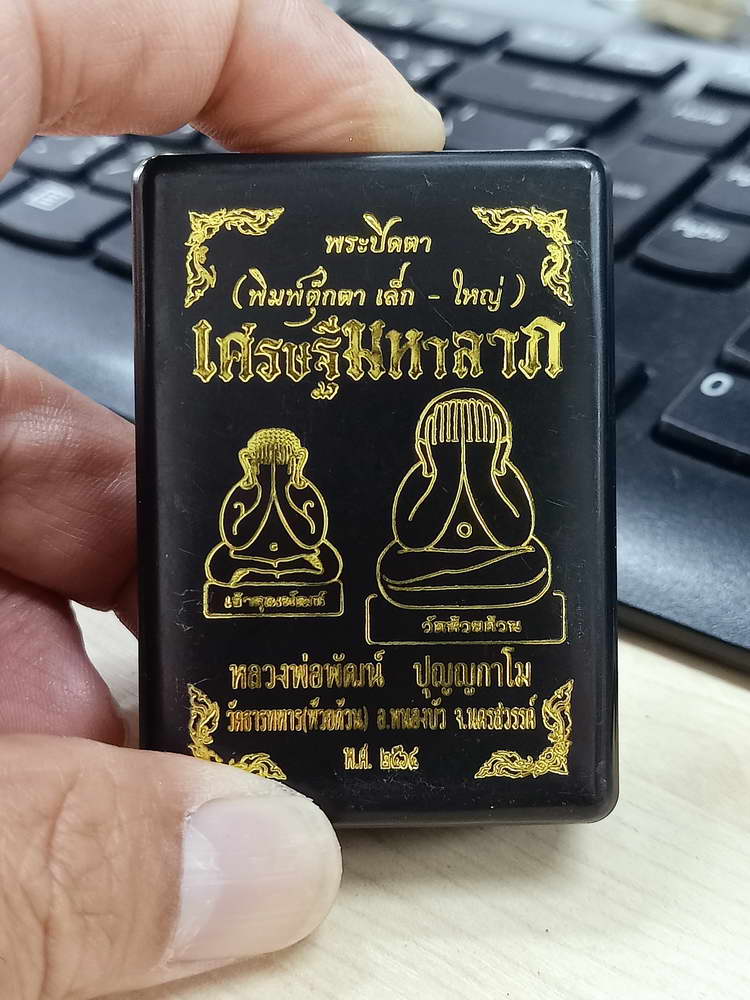 พระปิดตา
(พิมพ์ตุ๊กตา เล็ก - ใหญ่)
เศรษฐีมหาลาภ
วัดห้วยด้วน
หลวงพ่อพัฒน์ ปุญฺญกาโม
วัดธารทหาร(ห้วยด้วน) อ.หนองบัว จ.นครสวรรค์
พ.ศ. ๒๕๖๔